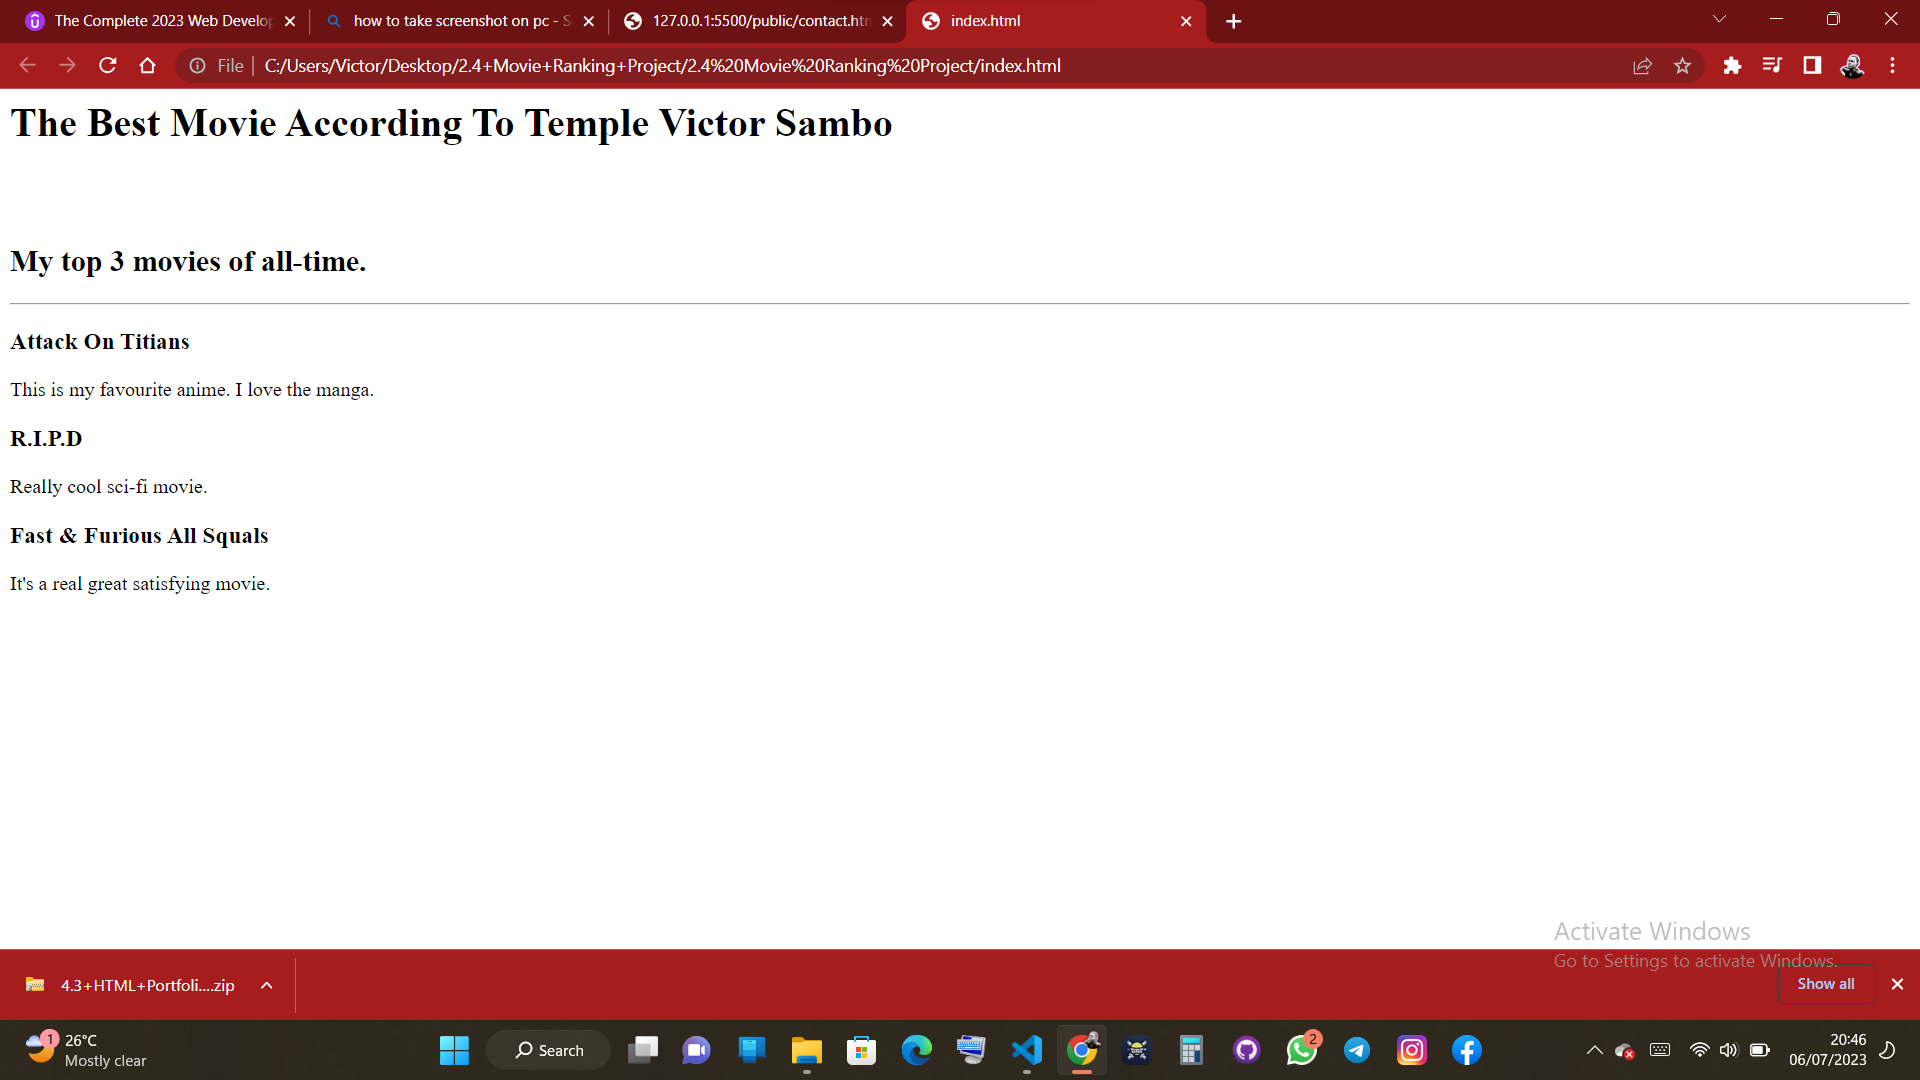 The Complete 2023 Web Develop
how to take screenshot on pc - S
127.0.0.1:5500/public/contact.htm
index.html
File
C:/Users/Victor/Desktop/2.4+Movie+Ranking+Project/2.4%20Movie%20Ranking%20Project/index.html
The Best Movie According To Temple Victor Sambo
My top 3 movies of all-time.
Attack On Titians
This is my favourite anime. I love the manga.
R.I.P.D
Really cool sci-fi movie.
Fast & Furious All Squals
It's a real great satisfying movie.
Activate Windows
Go to Settings to activate Windows.
4.3+HTML+Portfoli....zip
Show all
1
26°C
Mostly clear
Search
2
20:46
06/07/2023